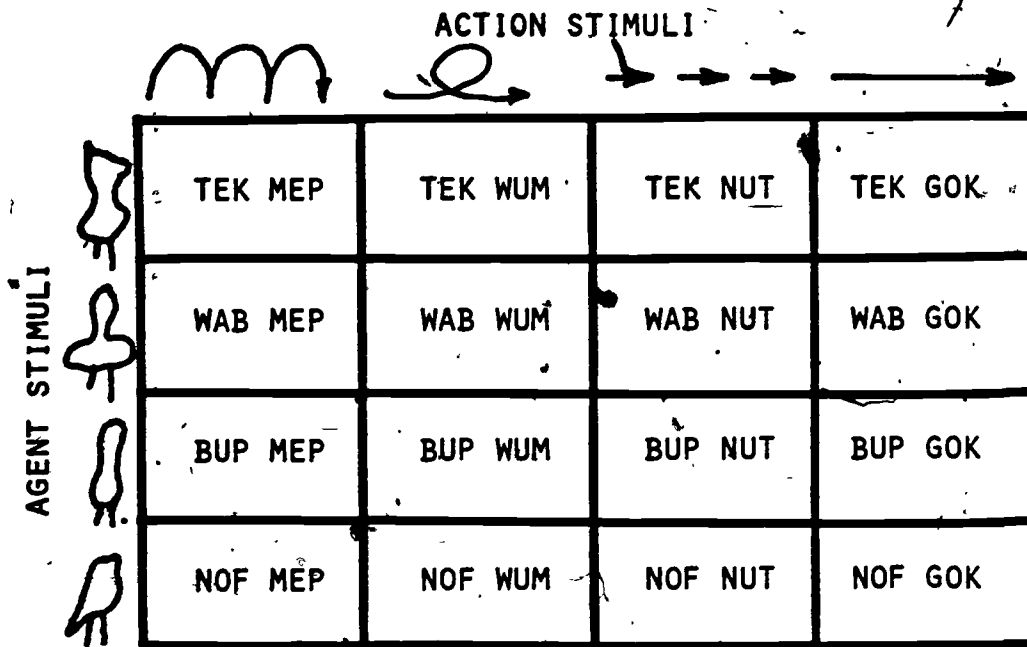 ACTION STIMULI
AGENT STIMULI
TEK MEP TEK WUM TEK NUT TEK GOK
WAB MEP WAB WUM WAB NUT WAB GOK
BUP MEP BUP WUM BUP NUT BUP GOK
NOF MEP NOF WUM NOF NUT NOF GOK